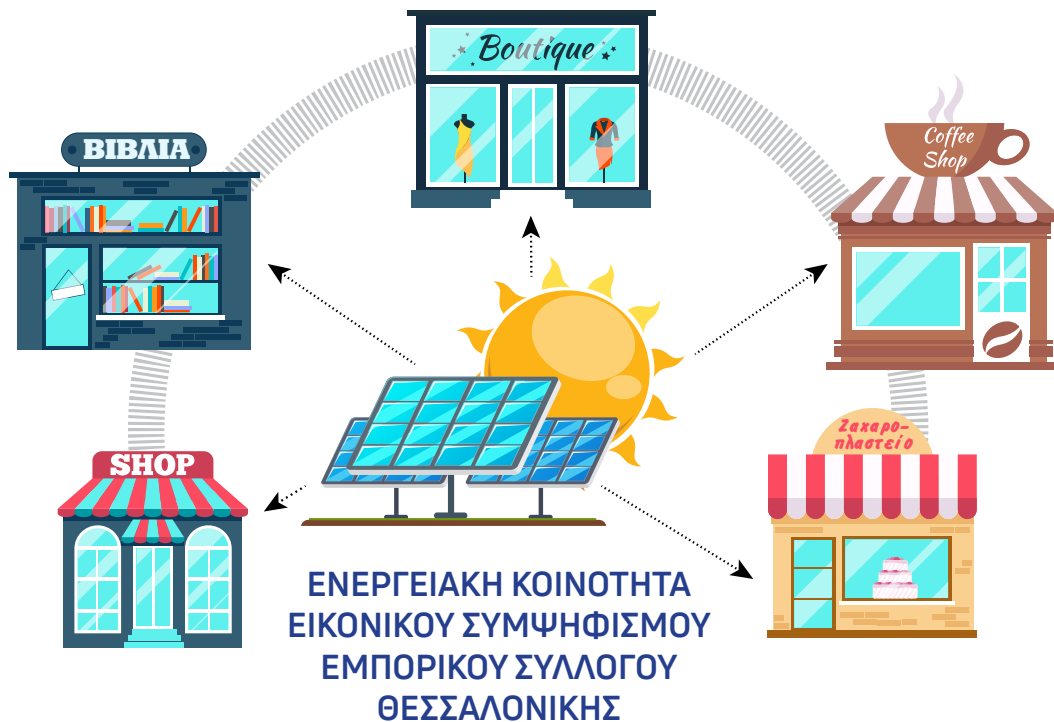 Boutique
ΒΙΒΛΙΑ
Coffee
Shop
Ζαχαρο-
πλαστείο
SHOP
ΕΝΕΡΓΕΙΑΚΗ ΚΟΙΝΟΤΗΤΑ
ΕΙΚΟΝΙΚΟΥ ΣΥΜΨΗΦΙΣΜΟΥ
ΕΜΠΟΡΙΚΟΥ ΣΥΛΛΟΓΟΥ
ΘΕΣΣΑΛΟΝΙΚΗΣ